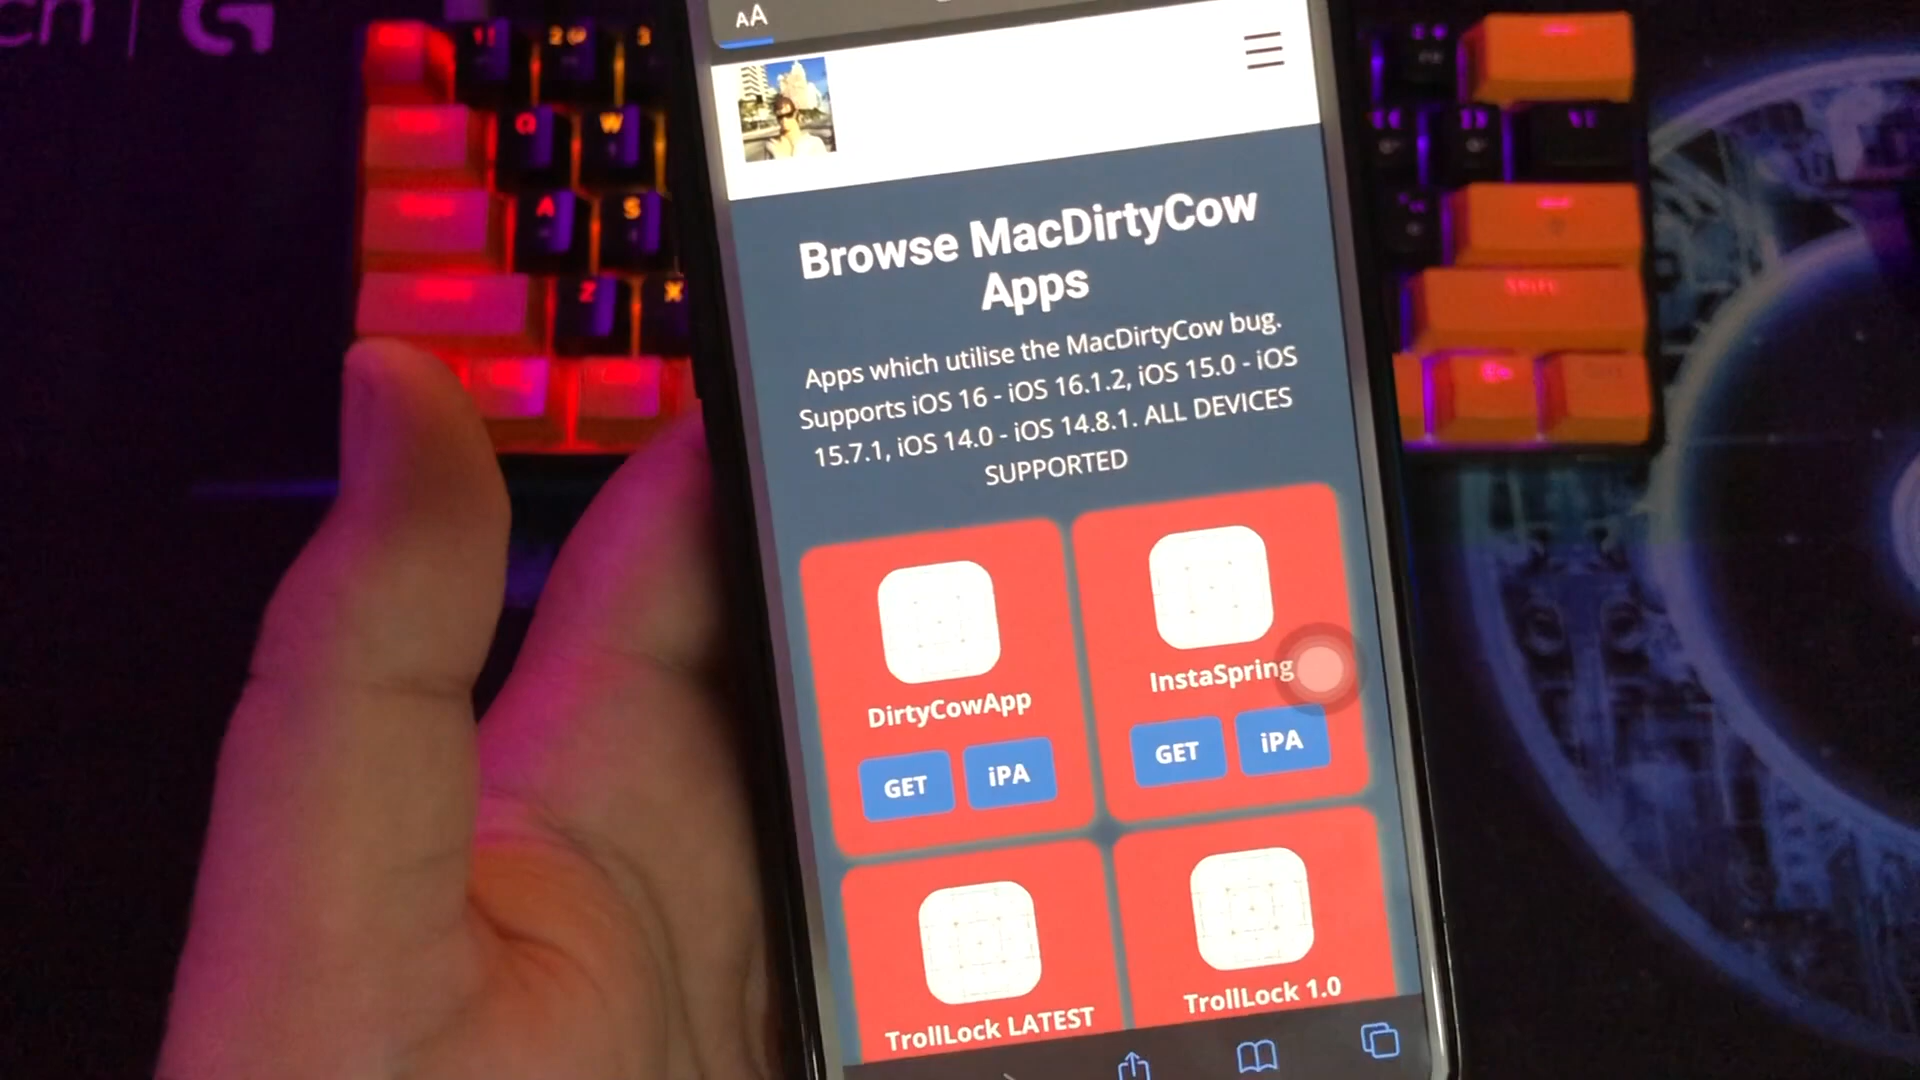 AA
Browse MacDirtyCow
Apps
Apps which utilise the MacDirtyCow bug.
Supports iOS 16 - iOS 16.1.2, iOS 15.0 - iOS
15.7.1, iOS 14.0 - iOS 14.8.1. ALL DEVICES
SUPPORTED
DirtyCowApp
InstaSpring
GET
iPA
GET
iPA
TrollLock LATEST
TrollLock 1.0
Q
W
A
S
Z
X
Shift